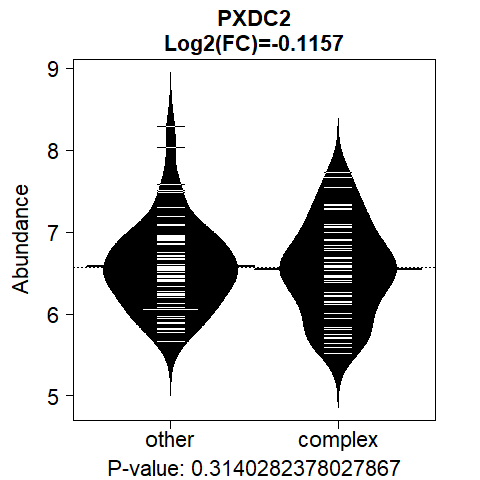 PXDC2
Log2(FC)=-0.1157
Abundance
9
8
7
6
5
other complex
P-value: 0.3140282378027867